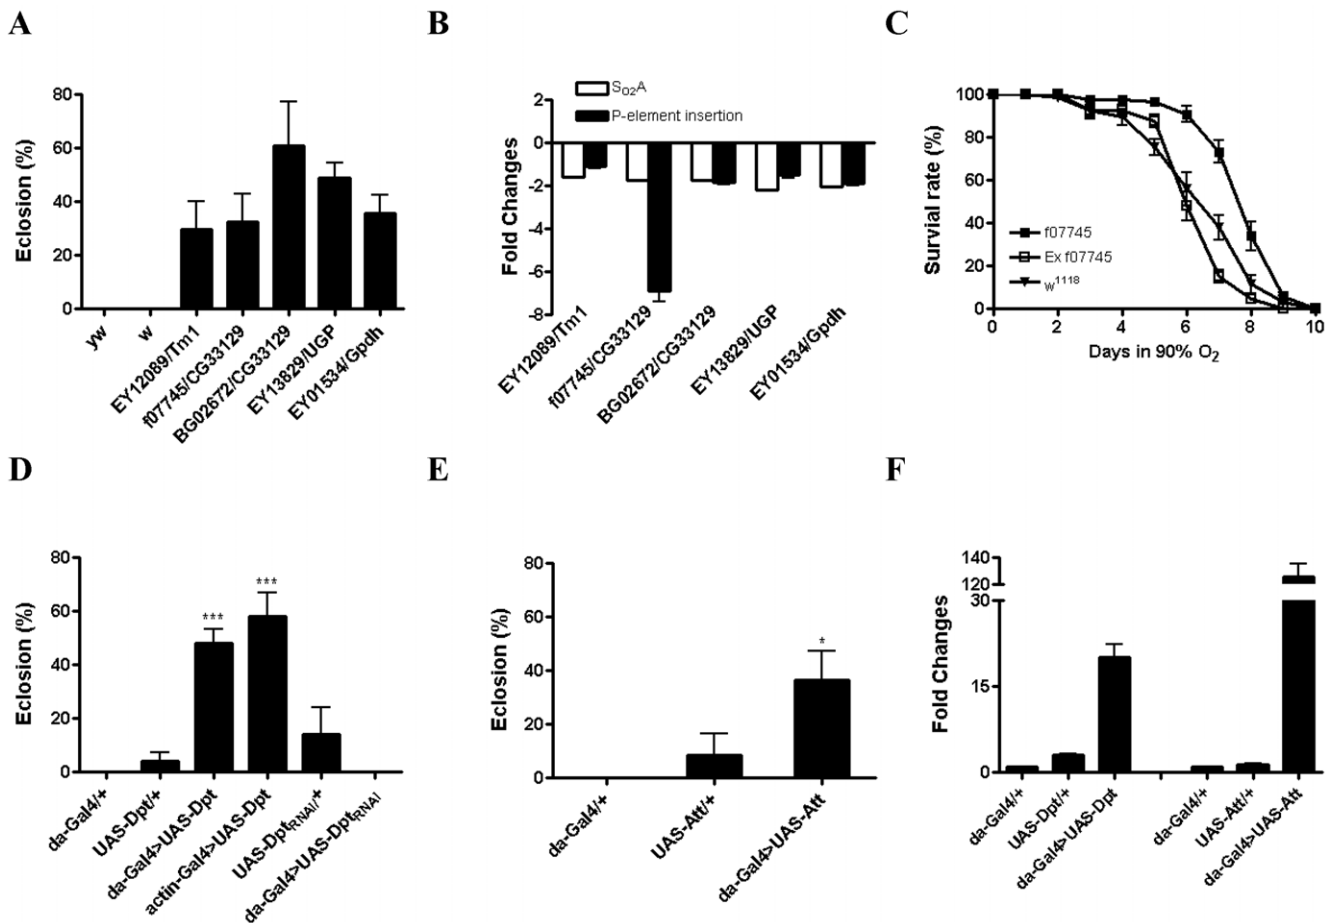 A
Eclosion (%)
80
60
40
20
0
yw
w
EY12089/Tm1
f07745/CG33129
BG02672/CG33129
EY13829/UGP
EY01534/Gpdh
B
S_O2A
P-element insertion
Fold Changes
2
0
-2
-4
-6
-8
EY12089/Tm1
f07745/CG33129
BG02672/CG33129
EY13829/UGP
EY01534/Gpdh
C
Survial rate (%)
100
80
60
40
20
0
f07745
Ex f07745
w^1118
0 2 4 6 8 10
Days in 90% O_2
D
Eclosion (%)
80
60
40
20
0
***
***
da-Gal4/+
UAS-Dpt/+
da-Gal4>UAS-Dpt
actin-Gal4>UAS-Dpt
UAS-Dpt_RNAi/+
da-Gal4>UAS-Dpt_RNAi
E
Eclosion (%)
80
60
40
20
0
*
da-Gal4/+
UAS-Att/+
da-Gal4>UAS-Att
F
Fold Changes
140
120
30
15
0
da-Gal4/+
UAS-Dpt/+
da-Gal4>UAS-Dpt
da-Gal4/+
UAS-Att/+
da-Gal4>UAS-Att